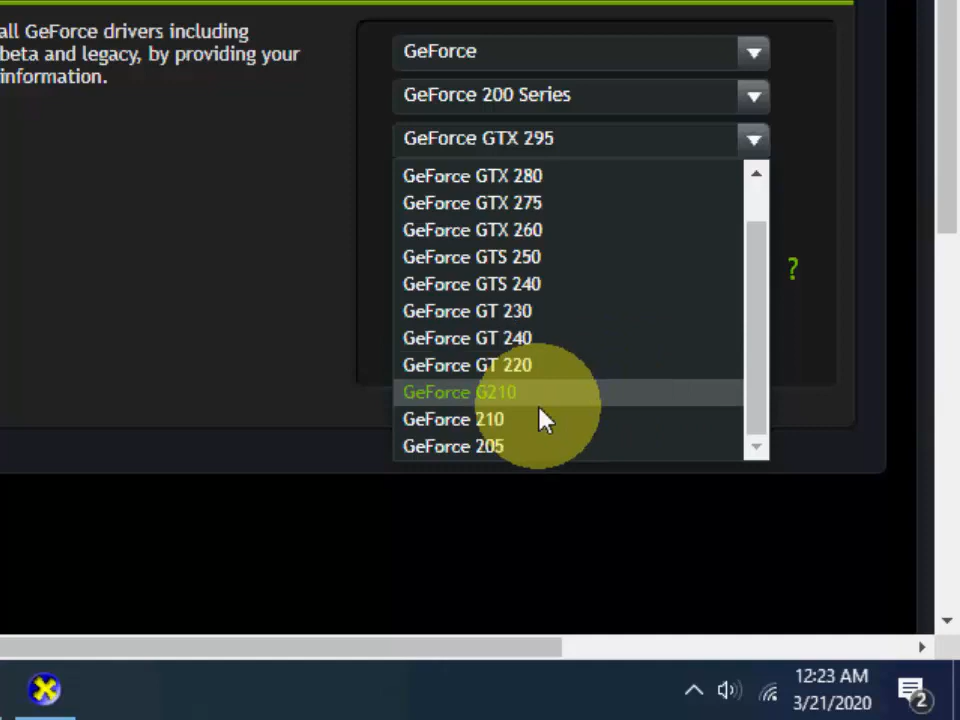 all GeForce drivers including
beta and legacy, by providing your
information.
GeForce
GeForce 200 Series
GeForce GTX 295
GeForce GTX 280
GeForce GTX 275
GeForce GTX 260
GeForce GTS 250
GeForce GTS 240
GeForce GT 230
GeForce GT 240
GeForce GT 220
GeForce G210
GeForce 210
GeForce 205
?
12:23 AM
3/21/2020
2